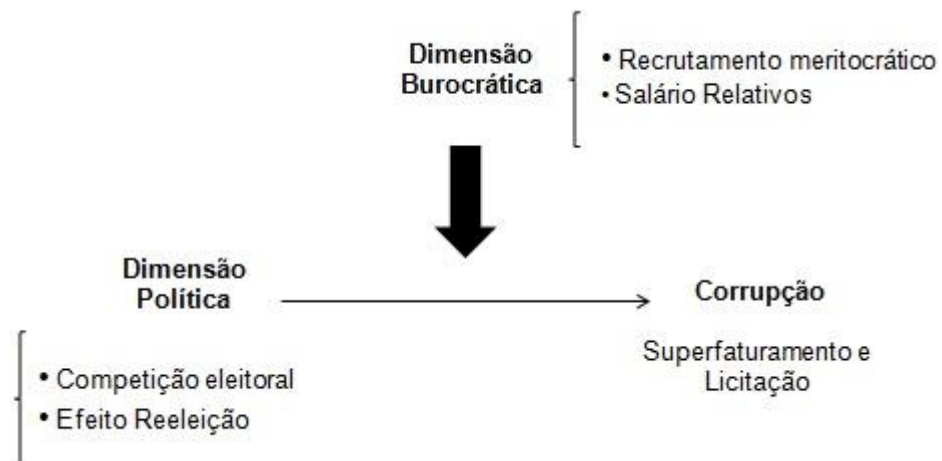 Dimensão
Burocrática
• Recrutamento meritocrático
• Salário Relativos
Dimensão
Política
• Competição eleitoral
• Efeito Reeleição
Corrupção
Superfaturamento e
Licitação